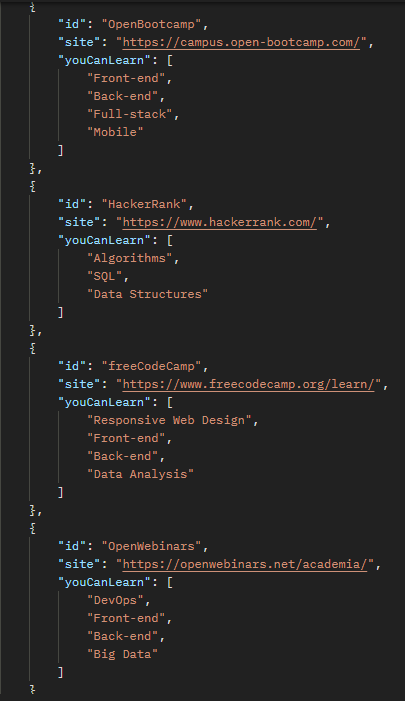 {
"id": "OpenBootcamp",
"site": "https://campus.open-bootcamp.com/",
"youCanLearn": [
"Front-end",
"Back-end",
"Full-stack",
"Mobile"
]
},
{
"id": "HackerRank",
"site": "https://www.hackerrank.com/",
"youCanLearn": [
"Algorithms",
"SQL",
"Data Structures"
]
},
{
"id": "freeCodeCamp",
"site": "https://www.freecodecamp.org/learn/",
"youCanLearn": [
"Responsive Web Design",
"Front-end",
"Back-end",
"Data Analysis"
]
},
{
"id": "OpenWebinars",
"site": "https://openwebinars.net/academia/",
"youCanLearn": [
"DevOps",
"Front-end",
"Back-end",
"Big Data"
]
}